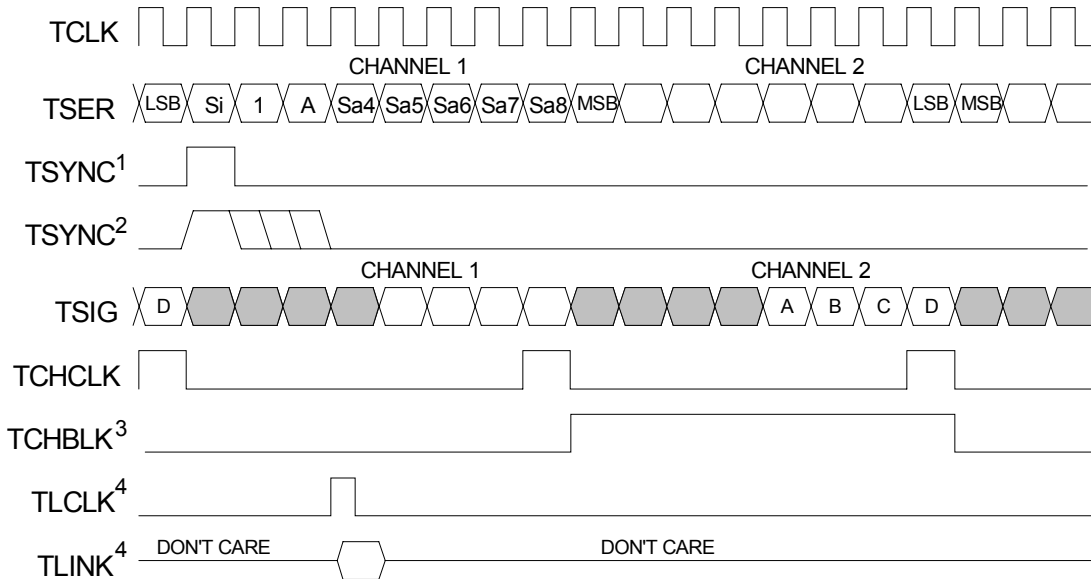 TCLK
CHANNEL 1 CHANNEL 2
TSER LSB Si 1 A Sa4 Sa5 Sa6 Sa7 Sa8 MSB LSB MSB
TSYNC¹
TSYNC²
CHANNEL 1 CHANNEL 2
TSIG D A B C D
TCHCLK
TCHBLK³
TLCLK⁴
TLINK⁴ DON'T CARE DON'T CARE